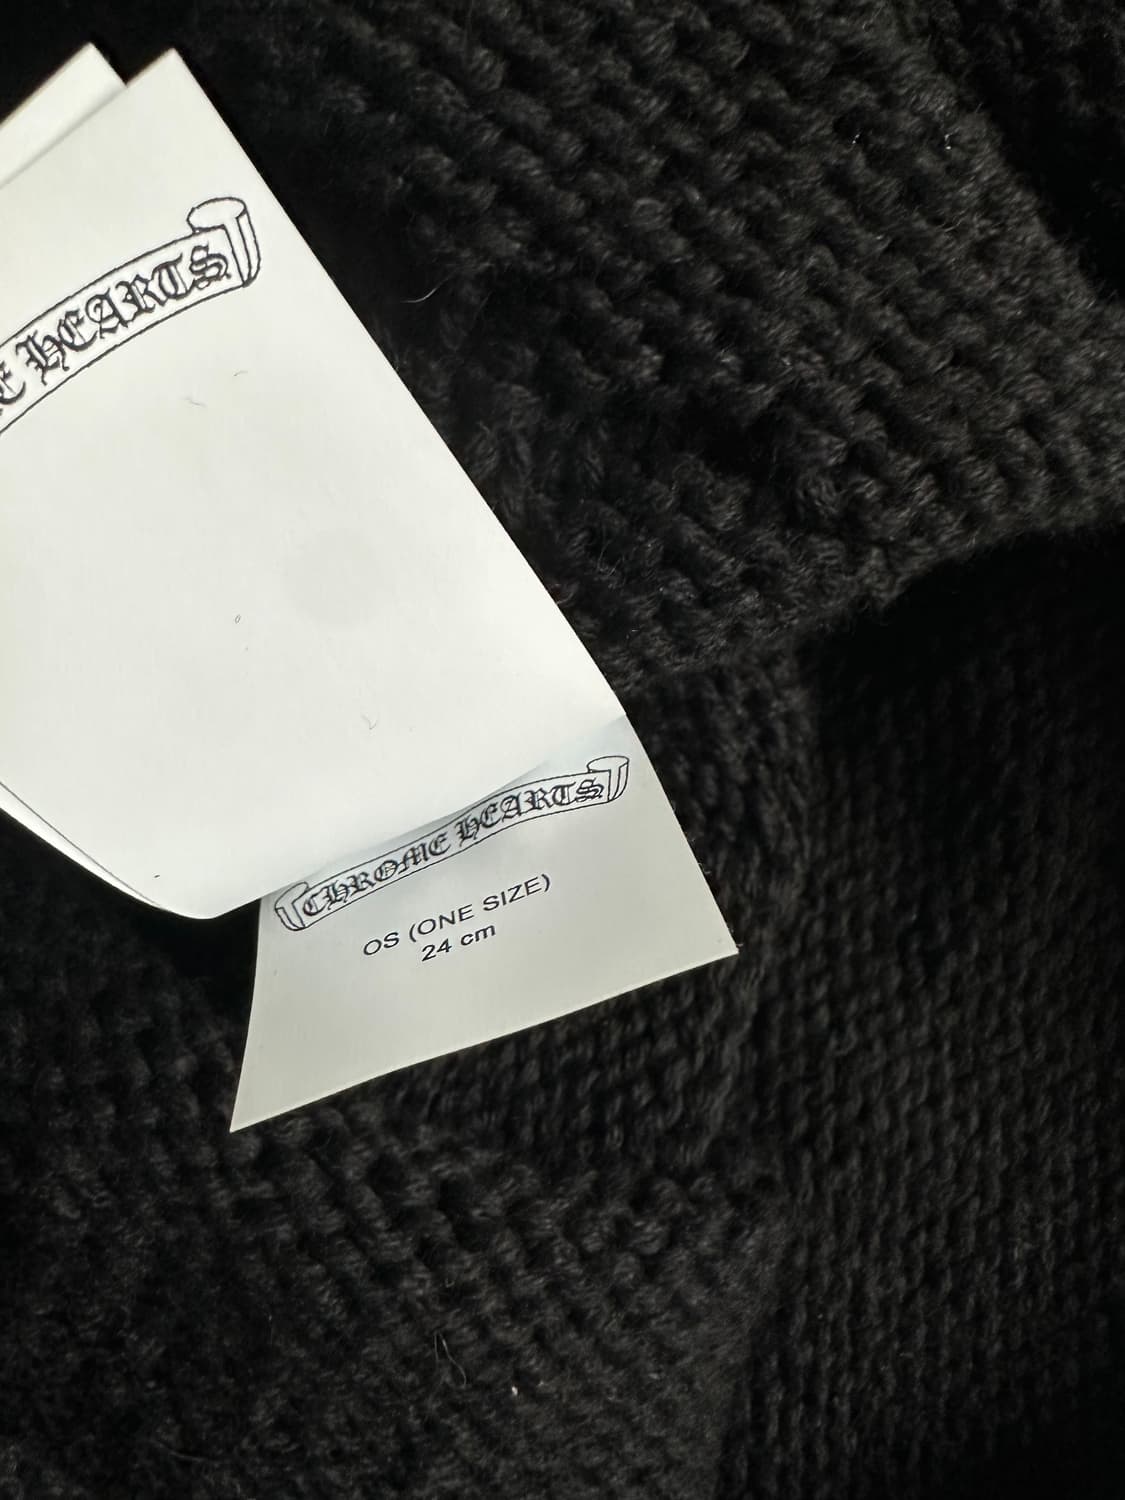 E HEARTS
CHROME HEARTS
OS (ONE SIZE)
24 cm